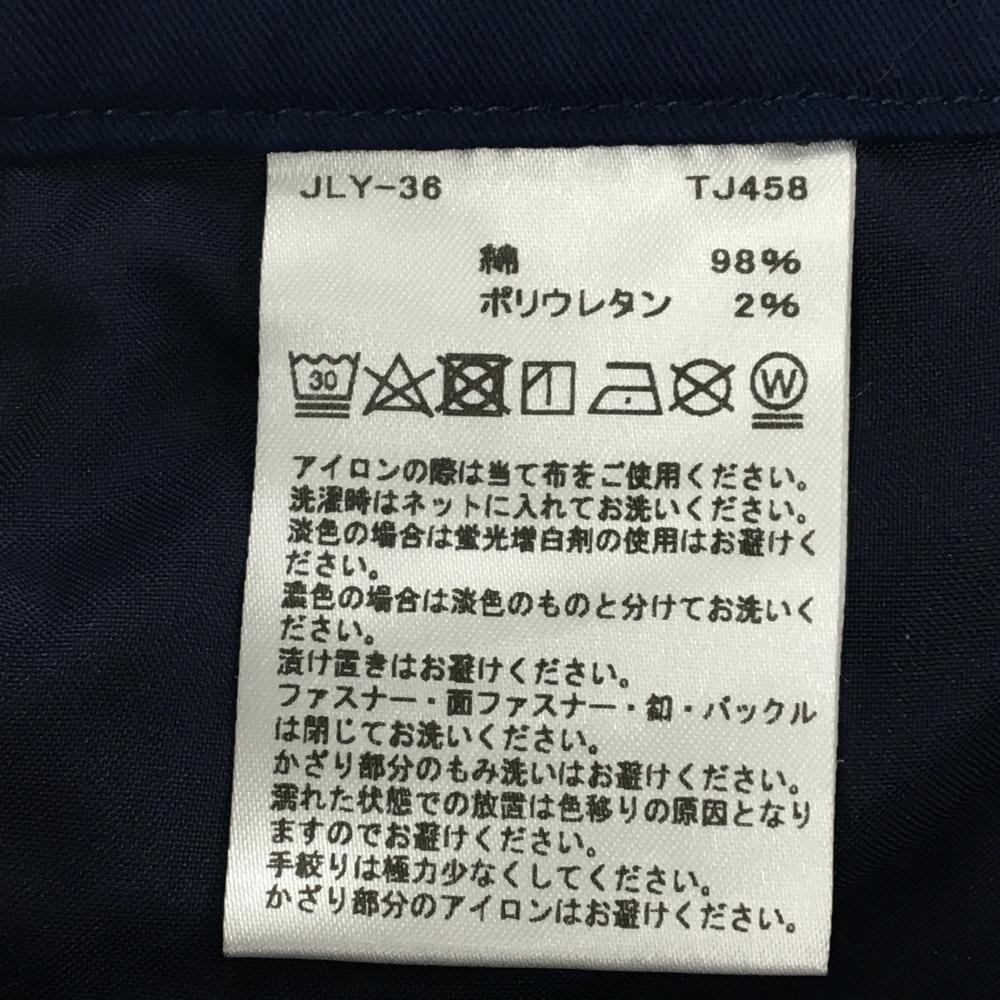 JLY-36 TJ458
綿 98%
ポリウレタン 2%
30 W
アイロンの際は当て布をご使用ください。
洗濯時はネットに入れてお洗いください。
淡色の場合は蛍光増白剤の使用はお避けく
ださい。
濃色の場合は淡色のものと分けてお洗いく
ださい。
漬け置きはお避けください。
ファスナー・面ファスナー・釦・バックル
は閉じてお洗いください。
かざり部分のもみ洗いはお避けください。
濡れた状態での放置は色移りの原因となり
ますのでお避けください。
手絞りは極力少なくしてください。
かざり部分のアイロンはお避けください。